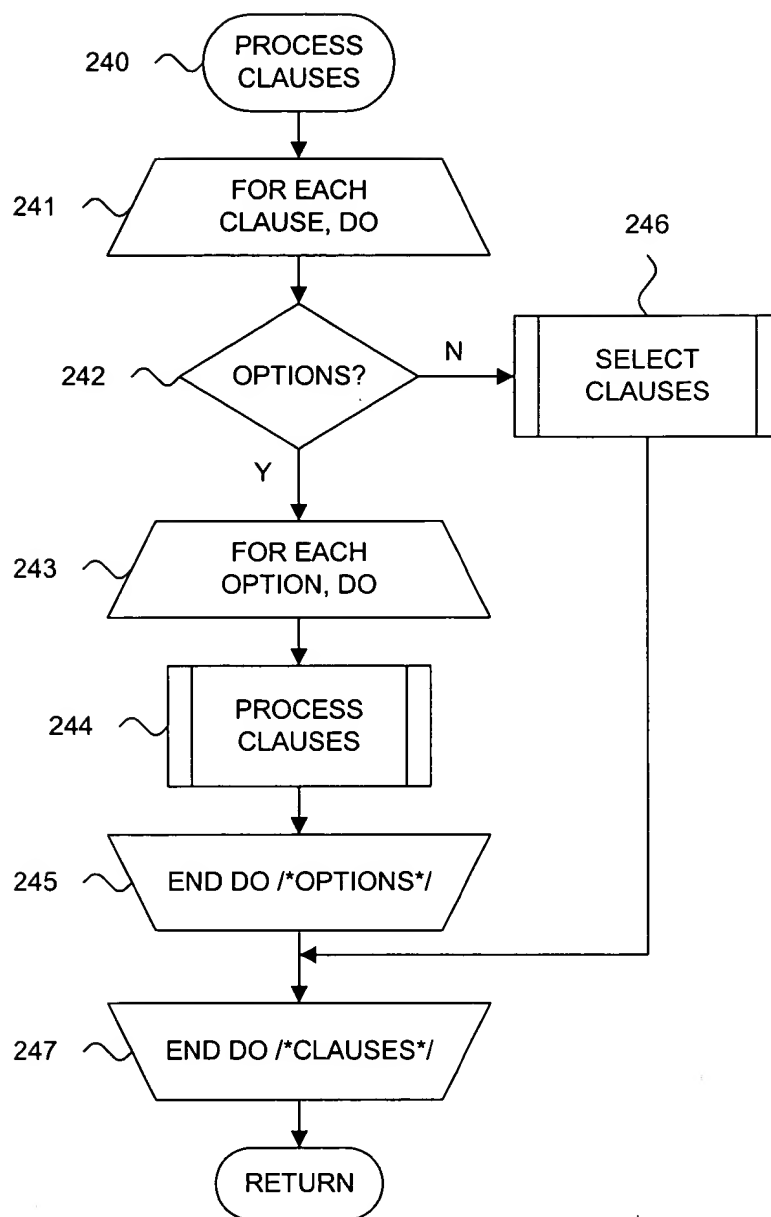 240
PROCESS
CLAUSES
241
FOR EACH
CLAUSE, DO
246
242
OPTIONS?
N
SELECT
CLAUSES
Y
243
FOR EACH
OPTION, DO
244
PROCESS
CLAUSES
245
END DO /*OPTIONS*/
247
END DO /*CLAUSES*/
RETURN